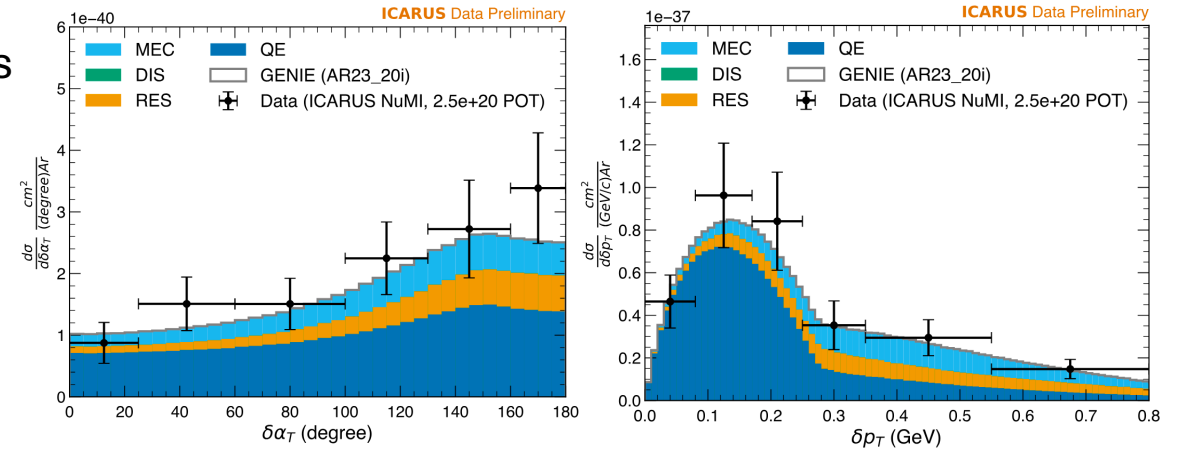 s
ICARUS Data Preliminary
1e−40
MEC
QE
DIS
GENIE (AR23_20i)
RES
Data (ICARUS NuMI, 2.5e+20 POT)
6
5
4
3
2
1
0
dσ/dδα_T cm²/(degree)Ar
0 20 40 60 80 100 120 140 160 180
δα_T (degree)
ICARUS Data Preliminary
1e−37
MEC
QE
DIS
GENIE (AR23_20i)
RES
Data (ICARUS NuMI, 2.5e+20 POT)
1.6
1.4
1.2
1.0
0.8
0.6
0.4
0.2
0.0
dσ/dδp_T cm²/(GeV/c)Ar
0.0 0.1 0.2 0.3 0.4 0.5 0.6 0.7 0.8
δp_T (GeV)